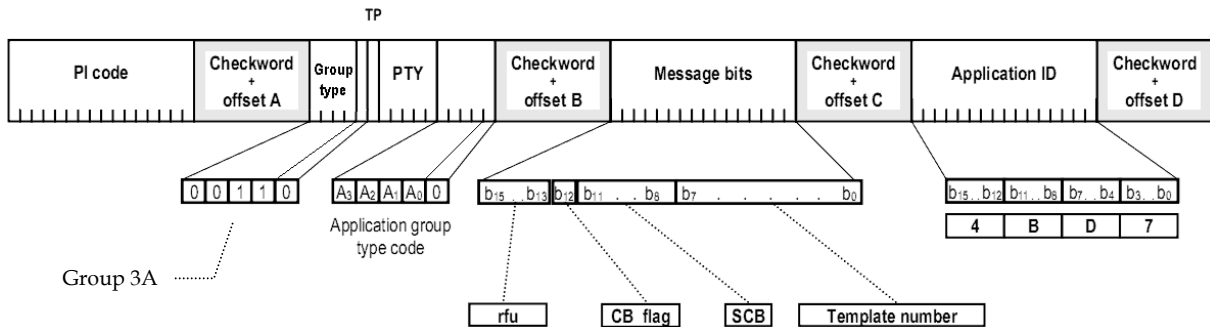 TP
PI code
Checkword
+
offset A
Group
type
PTY
Checkword
+
offset B
Message bits
Checkword
+
offset C
Application ID
Checkword
+
offset D
0 0 1 1 0
A3 A2 A1 A0 0
b15 . . b13 b12 b11 . . b8 b7 . . . . . b0
b15..b12 b11...b8 b7...b4 b3...b0
4 B D 7
Application group
type code
Group 3A
rfu
CB flag
SCB
Template number